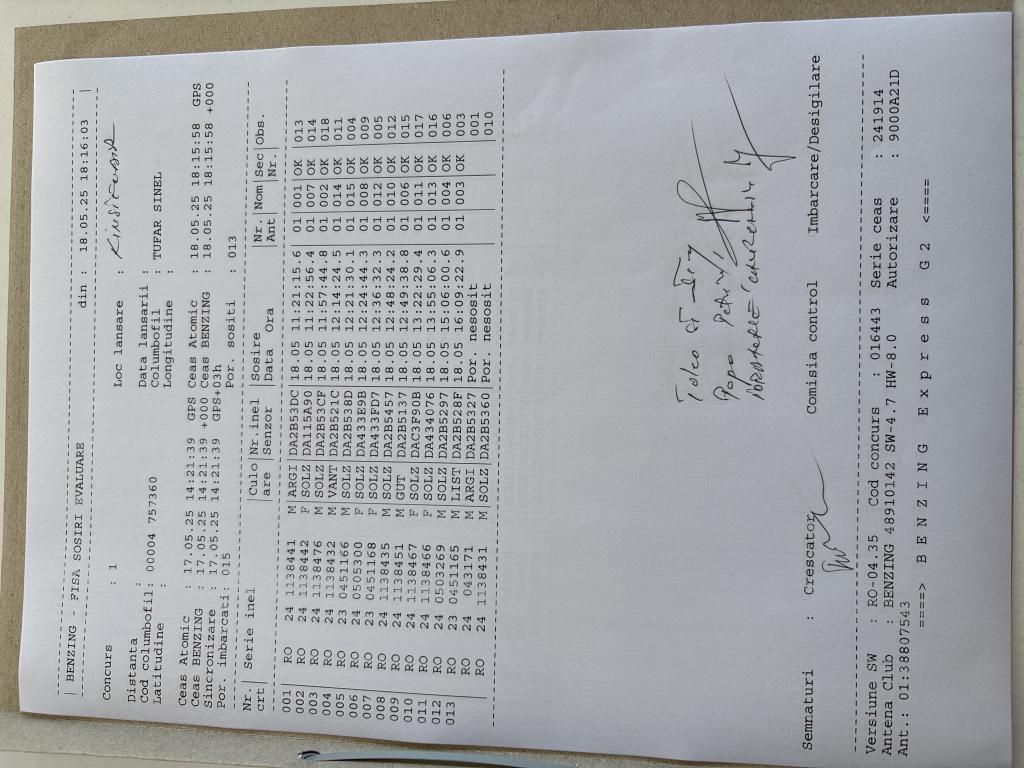 BENZING - FISA SOSIRI EVALUARE din : 18.05.25 18:16:03
Concurs : 1 Loc lansare :
Distanta : Data lansarii :
Cod columbofil: 00004 757360 Columbofil : TUFAR SINEL
Latitudine : Longitudine :
Ceas Atomic : 17.05.25 14:21:39 GPS Ceas Atomic : 18.05.25 18:15:58 GPS
Ceas BENZING : 17.05.25 14:21:39 +000 Ceas BENZING : 18.05.25 18:15:58 +000
Sincronizare : 17.05.25 14:21:39 GPS+03h
Por. imbarcati: 015 Por. sositi : 013
Nr. | Serie inel |Culo|Nr.inel |Sosire |Nr. |Nom|Sec|Obs.
crt| |are |Senzor |Data Ora |Ant | |Nr.|
001 RO 24 1138441 M ARGI DA2B53DC 18.05 11:21:15.6 01 001 OK 013
002 RO 24 1138442 F SOLZ DA115A90 18.05 11:22:56.4 01 007 OK 014
003 RO 24 1138476 M SOLZ DA2B53CF 18.05 11:57:44.8 01 002 OK 018
004 RO 24 1138432 M VANT DA2B521C 18.05 12:14:24.5 01 014 OK 011
005 RO 23 0451166 M SOLZ DA2B538D 18.05 12:21:30.1 01 015 OK 004
006 RO 24 0505300 F SOLZ DA433E9B 18.05 12:24:44.3 01 008 OK 009
007 RO 23 0451168 F SOLZ DA433FD7 18.05 12:36:32.3 01 012 OK 005
008 RO 24 1138435 M SOLZ DA2B5457 18.05 12:48:24.2 01 010 OK 012
009 RO 24 1138451 M GUT DA2B5137 18.05 12:49:38.8 01 006 OK 015
010 RO 24 1138467 F SOLZ DAC3F90B 18.05 13:22:29.4 01 011 OK 017
011 RO 24 1138466 F SOLZ DA434076 18.05 13:55:06.3 01 013 OK 016
012 RO 24 0503269 M SOLZ DA2B5297 18.05 15:06:00.6 01 004 OK 006
013 RO 23 0451165 M LIST DA2B528F 18.05 16:09:22.9 01 003 OK 003
RO 24 043171 M ARGI DA2B5327 Por. nesosit 001
RO 24 1138431 M SOLZ DA2B5360 Por. nesosit 010
Popa
Semnaturi : Crescator Comisia control Imbarcare/Desigilare
Versiune SW : RO-04.35 Cod concurs : 016443 Serie ceas : 241914
Antena Club : BENZING 48910142 SW-4.7 HW-8.0 Autorizare : 9000A21D
Ant.: 01:38807543
====> B E N Z I N G E x p r e s s G 2 <====